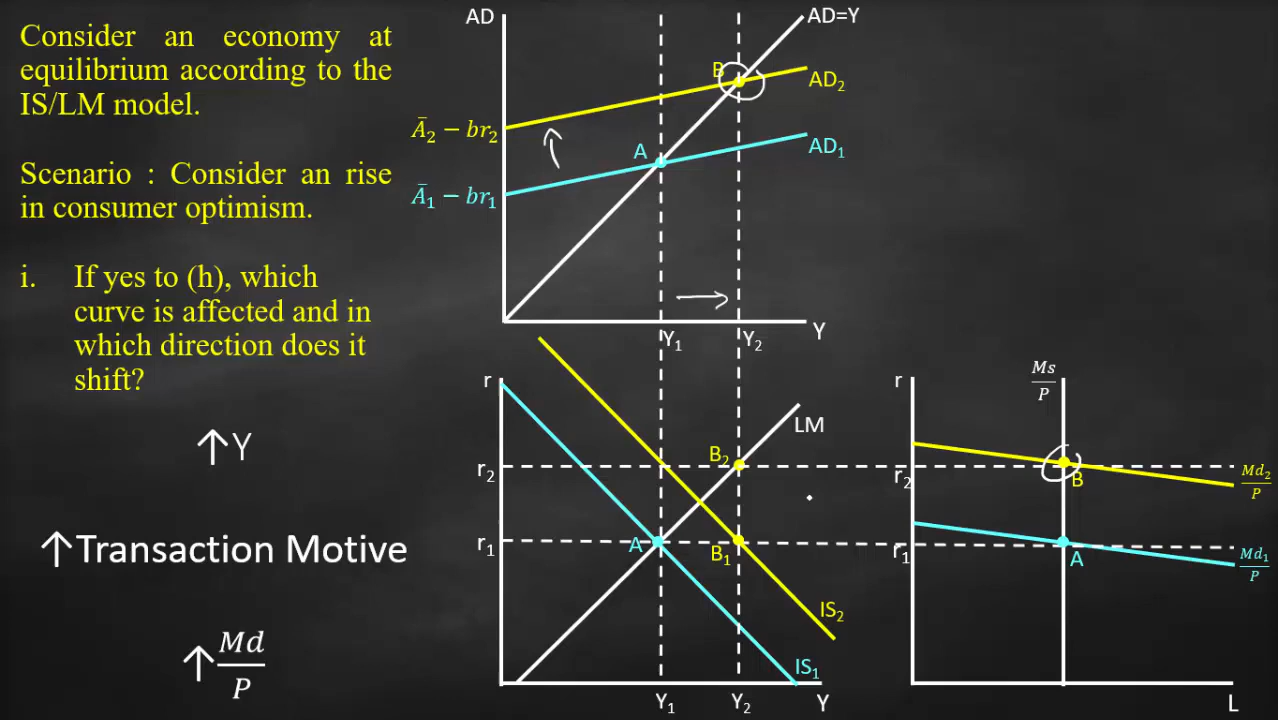 Consider an economy at
equilibrium according to the
IS/LM model.
Scenario : Consider an rise
in consumer optimism.
i. If yes to (h), which
curve is affected and in
which direction does it
shift?
↑Y
↑Transaction Motive
↑Md/P
AD
AD=Y
B
AD₂
Ā₂ − br₂
A
AD₁
Ā₁ − br₁
Y₁ Y₂ Y
r
LM
B₂
r₂
r₁
A
B₁
IS₂
IS₁
Y₁ Y₂ Y
Ms/P
r
r₂
B
Md₂/P
r₁
A
Md₁/P
L